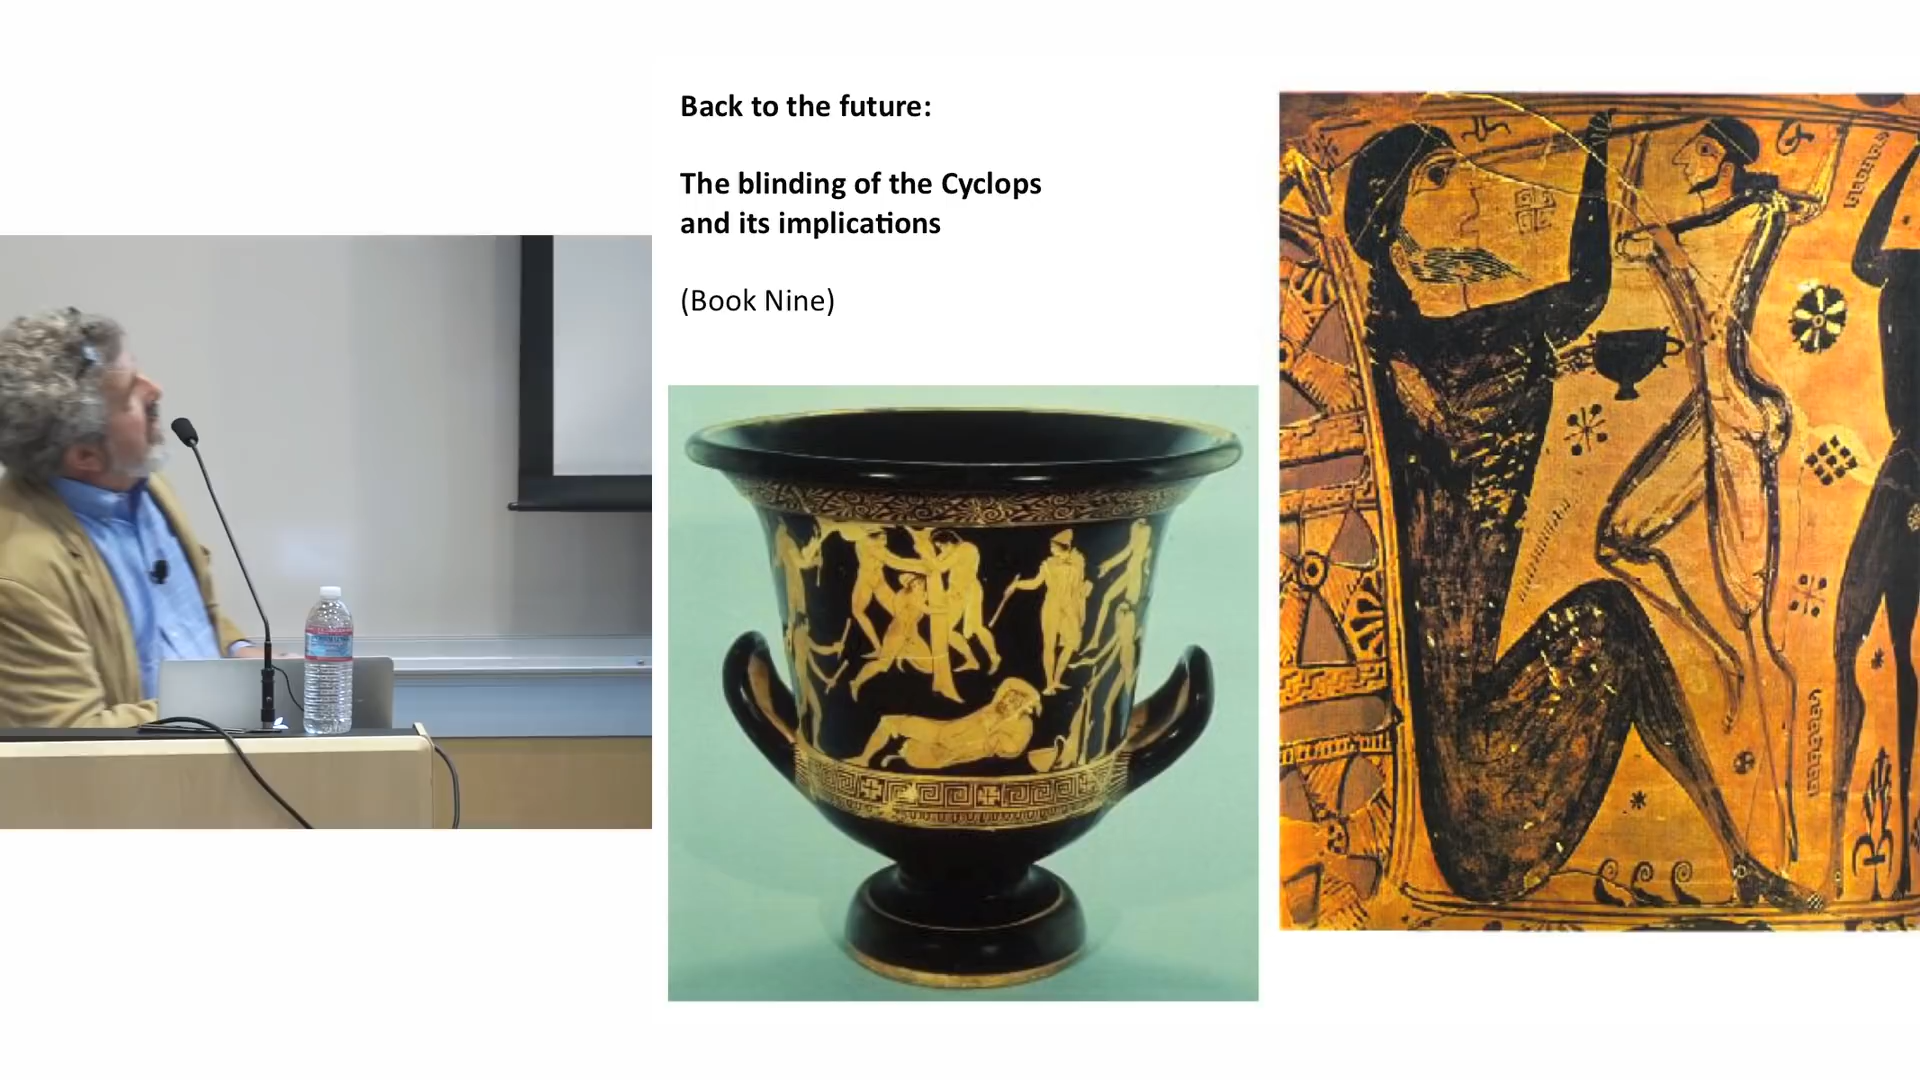 Back to the future:
The blinding of the Cyclops
and its implications
(Book Nine)